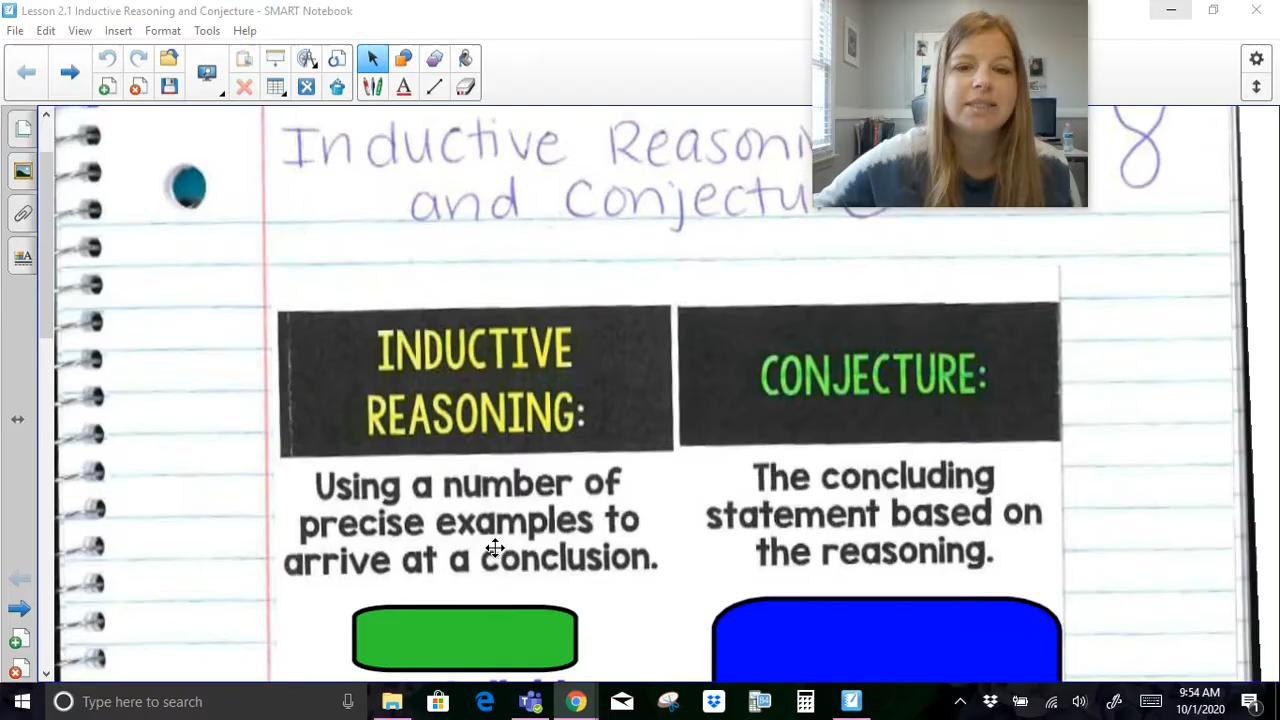 Lesson 2.1 Inductive Reasoning and Conjecture - SMART Notebook
File Edit View Insert Format Tools Help
Inductive Reasoni
8
and Conjectu
INDUCTIVE
REASONING:
CONJECTURE:
Using a number of
precise examples to
arrive at a conclusion.
The concluding
statement based on
the reasoning.
Type here to search
9:54 AM
10/1/2020